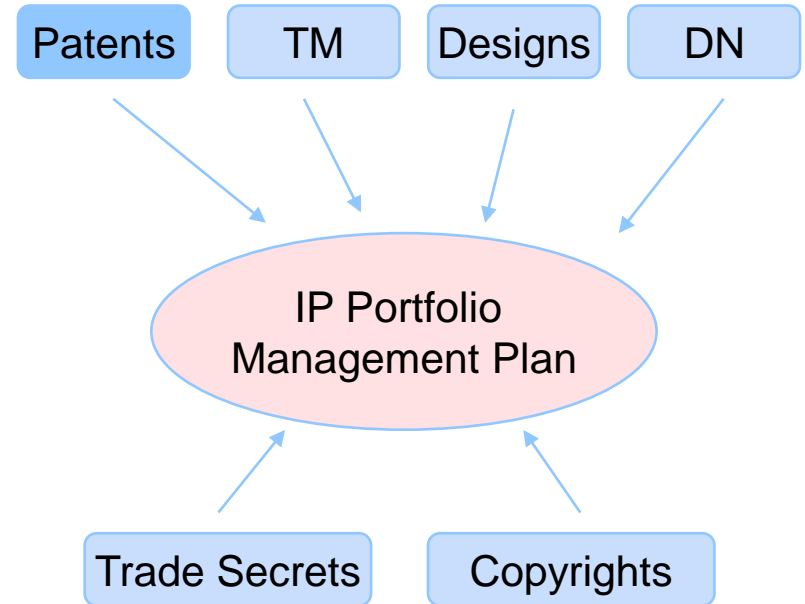 Patents
TM
Designs
DN
IP Portfolio
Management Plan
Trade Secrets
Copyrights